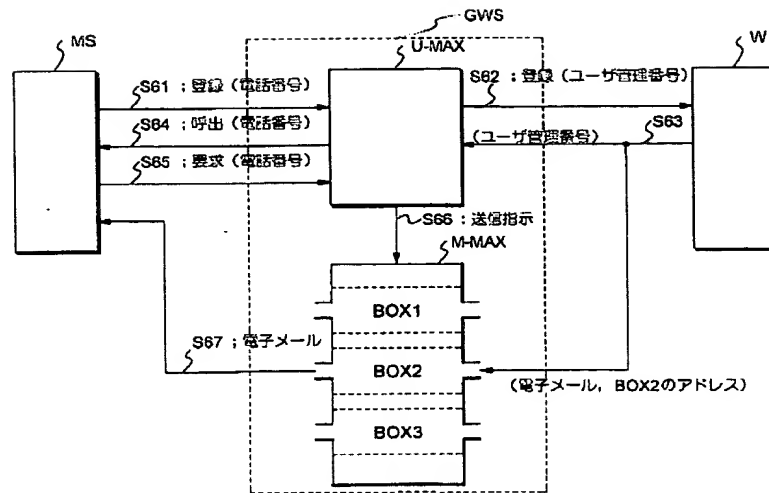 GWS
MS
U-MAX
W
S61；登録（電話番号）
S62；登録（ユーザ管理番号）
S64；呼出（電話番号）
（ユーザ管理番号）
S63
S65；要求（電話番号）
S66；送信指示
M-MAX
BOX1
S67；電子メール
BOX2
（電子メール，BOX2のアドレス）
BOX3